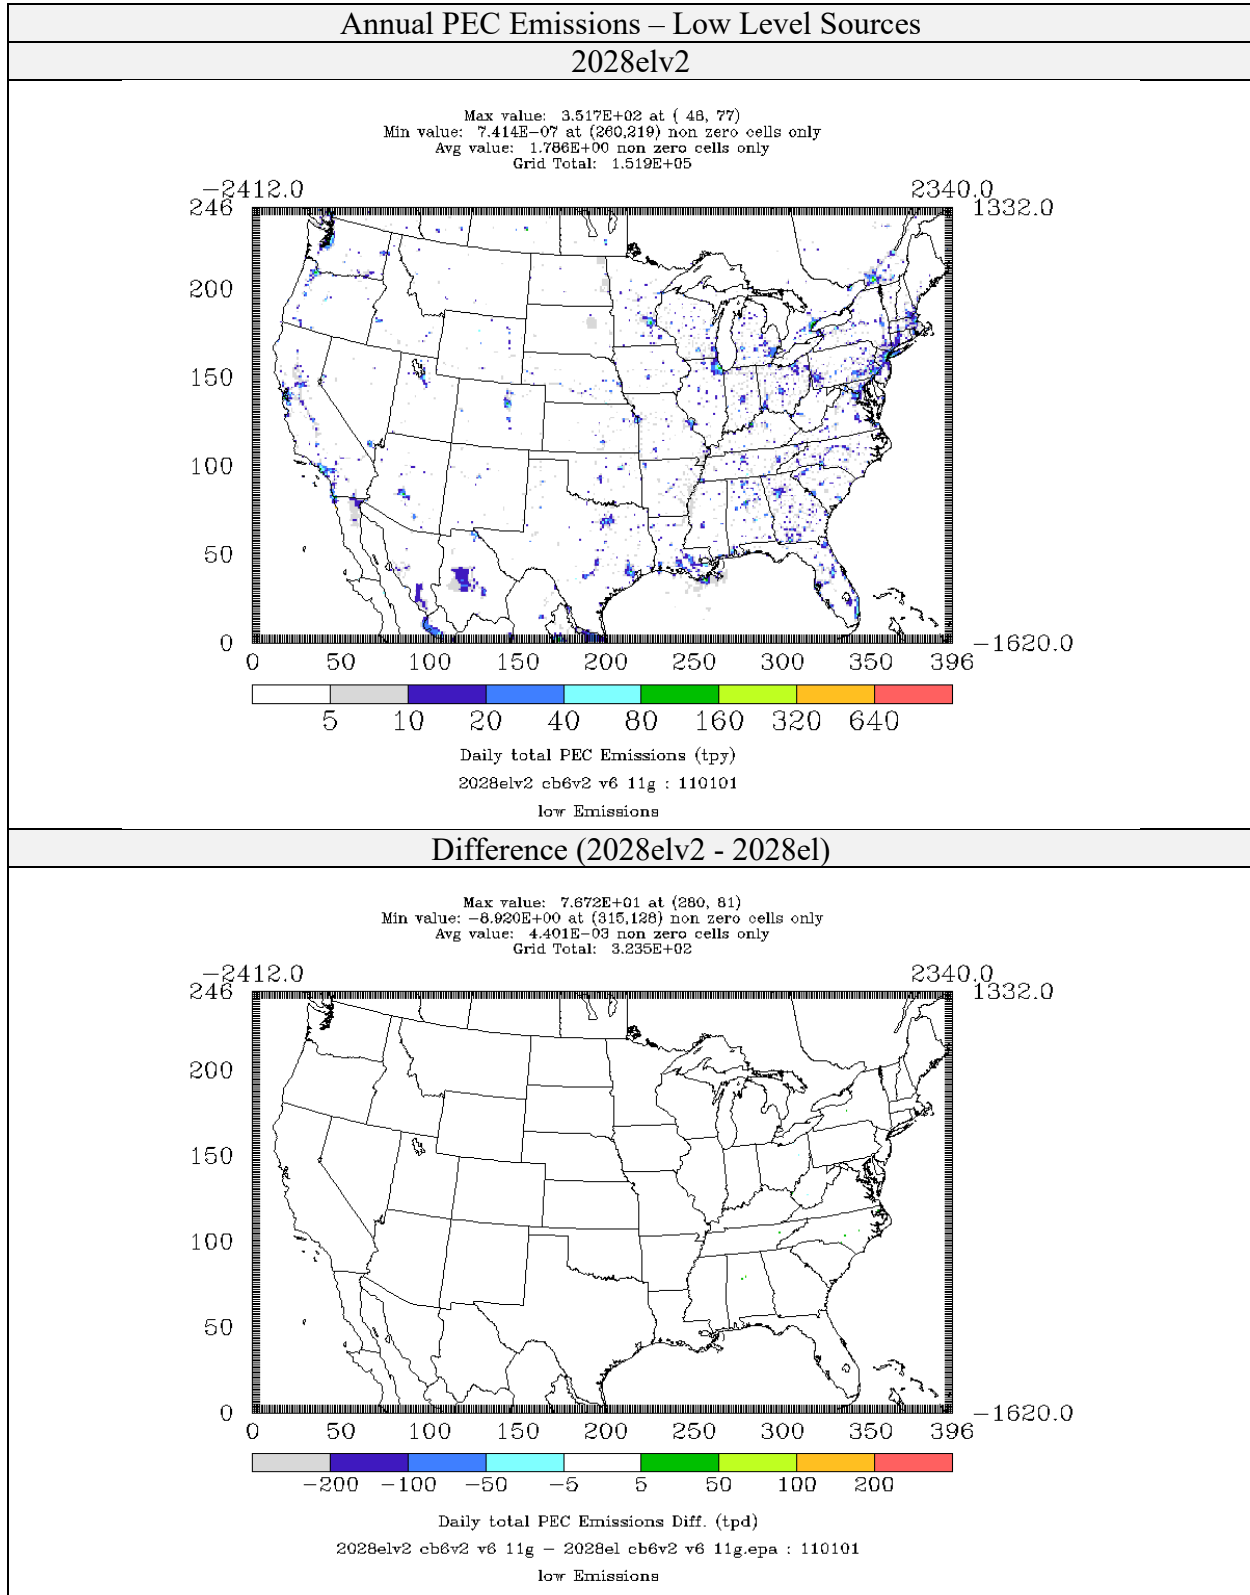 Annual PEC Emissions – Low Level Sources
2028elv2
Max value: 3.517E+02 at ( 48, 77)
Min value: 7.414E-07 at (260,219) non zero cells only
Avg value: 1.786E+00 non zero cells only
Grid Total: 1.519E+05
-2412.0 2340.0
246 1332.0
200
150
100
50
0 -1620.0
0 50 100 150 200 250 300 350 396
5 10 20 40 80 160 320 640
Daily total PEC Emissions (tpy)
2028elv2 cb6v2 v6 11g : 110101
low Emissions
Difference (2028elv2 - 2028el)
Max value: 7.672E+01 at (280, 81)
Min value: -8.920E+00 at (315,128) non zero cells only
Avg value: 4.401E-03 non zero cells only
Grid Total: 3.235E+02
-2412.0 2340.0
246 1332.0
200
150
100
50
0 -1620.0
0 50 100 150 200 250 300 350 396
-200 -100 -50 -5 5 50 100 200
Daily total PEC Emissions Diff. (tpd)
2028elv2 cb6v2 v6 11g - 2028el cb6v2 v6 11g.epa : 110101
low Emissions